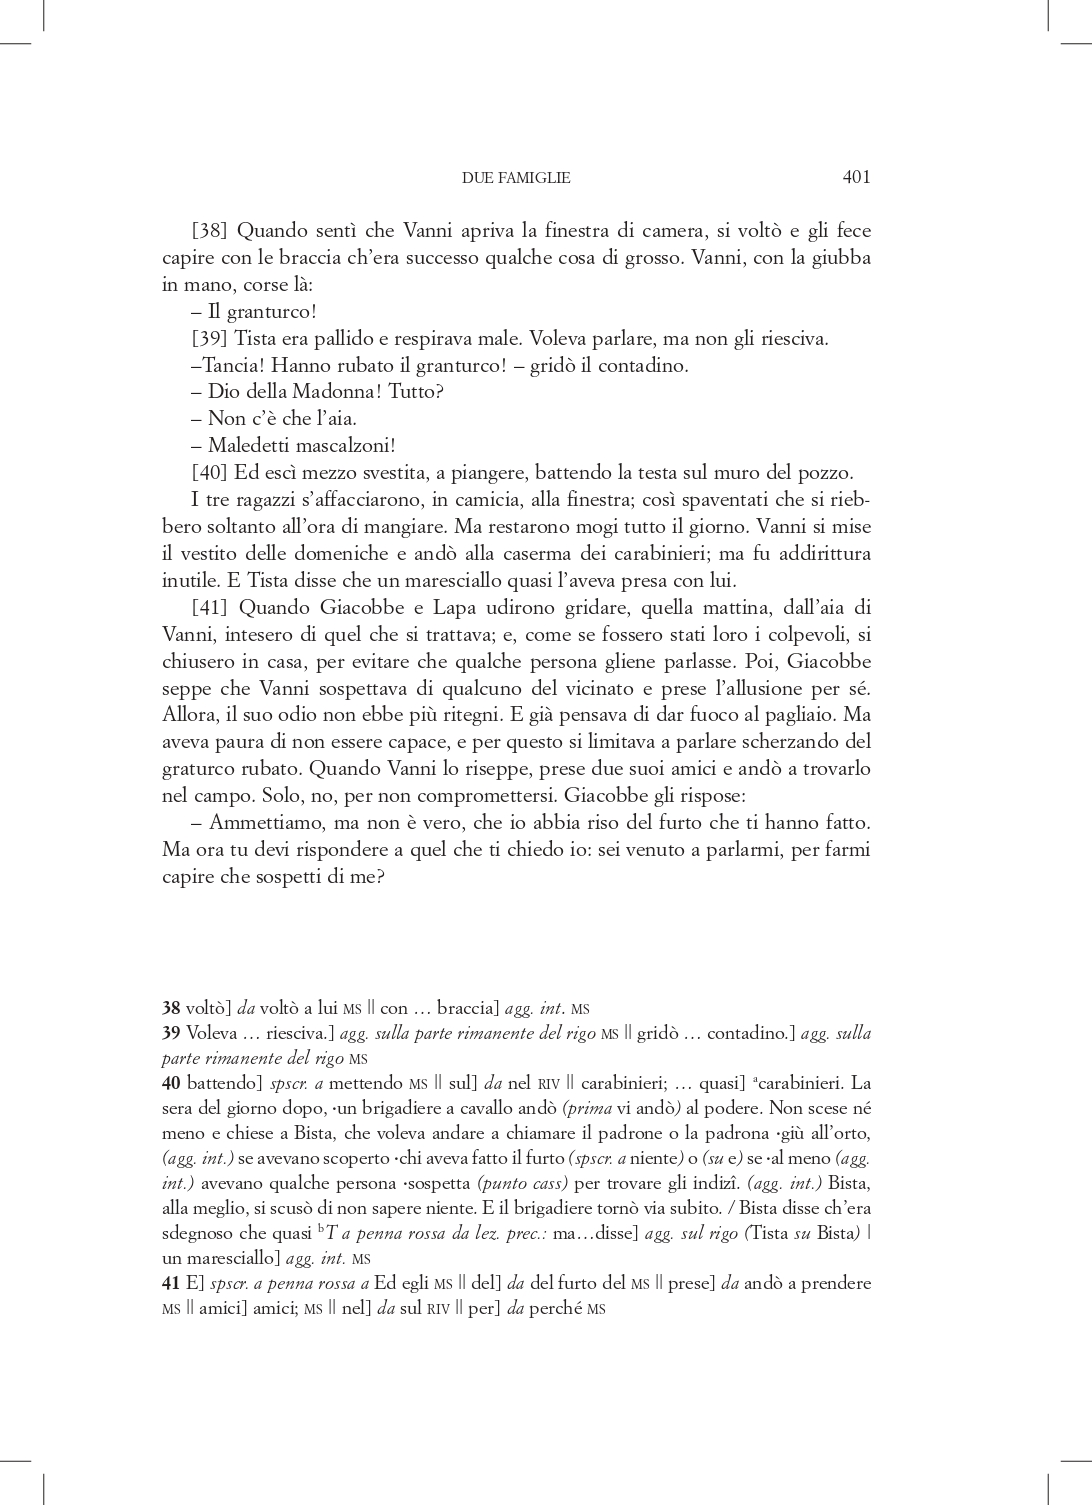 DUE FAMIGLIE 401
[38] Quando sentì che Vanni apriva la finestra di camera, si voltò e gli fece
capire con le braccia ch’era successo qualche cosa di grosso. Vanni, con la giubba
in mano, corse là:
– Il granturco!
[39] Tista era pallido e respirava male. Voleva parlare, ma non gli riesciva.
–Tancia! Hanno rubato il granturco! – gridò il contadino.
– Dio della Madonna! Tutto?
– Non c’è che l’aia.
– Maledetti mascalzoni!
[40] Ed escì mezzo svestita, a piangere, battendo la testa sul muro del pozzo.
I tre ragazzi s’affacciarono, in camicia, alla finestra; così spaventati che si rieb-
bero soltanto all’ora di mangiare. Ma restarono mogi tutto il giorno. Vanni si mise
il vestito delle domeniche e andò alla caserma dei carabinieri; ma fu addirittura
inutile. E Tista disse che un maresciallo quasi l’aveva presa con lui.
[41] Quando Giacobbe e Lapa udirono gridare, quella mattina, dall’aia di
Vanni, intesero di quel che si trattava; e, come se fossero stati loro i colpevoli, si
chiusero in casa, per evitare che qualche persona gliene parlasse. Poi, Giacobbe
seppe che Vanni sospettava di qualcuno del vicinato e prese l’allusione per sé.
Allora, il suo odio non ebbe più ritegni. E già pensava di dar fuoco al pagliaio. Ma
aveva paura di non essere capace, e per questo si limitava a parlare scherzando del
graturco rubato. Quando Vanni lo riseppe, prese due suoi amici e andò a trovarlo
nel campo. Solo, no, per non compromettersi. Giacobbe gli rispose:
– Ammettiamo, ma non è vero, che io abbia riso del furto che ti hanno fatto.
Ma ora tu devi rispondere a quel che ti chiedo io: sei venuto a parlarmi, per farmi
capire che sospetti di me?
38 voltò] da voltò a lui MS || con … braccia] agg. int. MS
39 Voleva … riesciva.] agg. sulla parte rimanente del rigo MS || gridò … contadino.] agg. sulla
parte rimanente del rigo MS
40 battendo] spscr. a mettendo MS || sul] da nel RIV || carabinieri; … quasi] ᵃcarabinieri. La
sera del giorno dopo, ·un brigadiere a cavallo andò (prima vi andò) al podere. Non scese né
meno e chiese a Bista, che voleva andare a chiamare il padrone o la padrona ·giù all’orto,
(agg. int.) se avevano scoperto ·chi aveva fatto il furto (spscr. a niente) o (su e) se ·al meno (agg.
int.) avevano qualche persona ·sospetta (punto cass) per trovare gli indizî. (agg. int.) Bista,
alla meglio, si scusò di non sapere niente. E il brigadiere tornò via subito. / Bista disse ch’era
sdegnoso che quasi ᵇT a penna rossa da lez. prec.: ma…disse] agg. sul rigo (Tista su Bista) |
un maresciallo] agg. int. MS
41 E] spscr. a penna rossa a Ed egli MS || del] da del furto del MS || prese] da andò a prendere
MS || amici] amici; MS || nel] da sul RIV || per] da perché MS